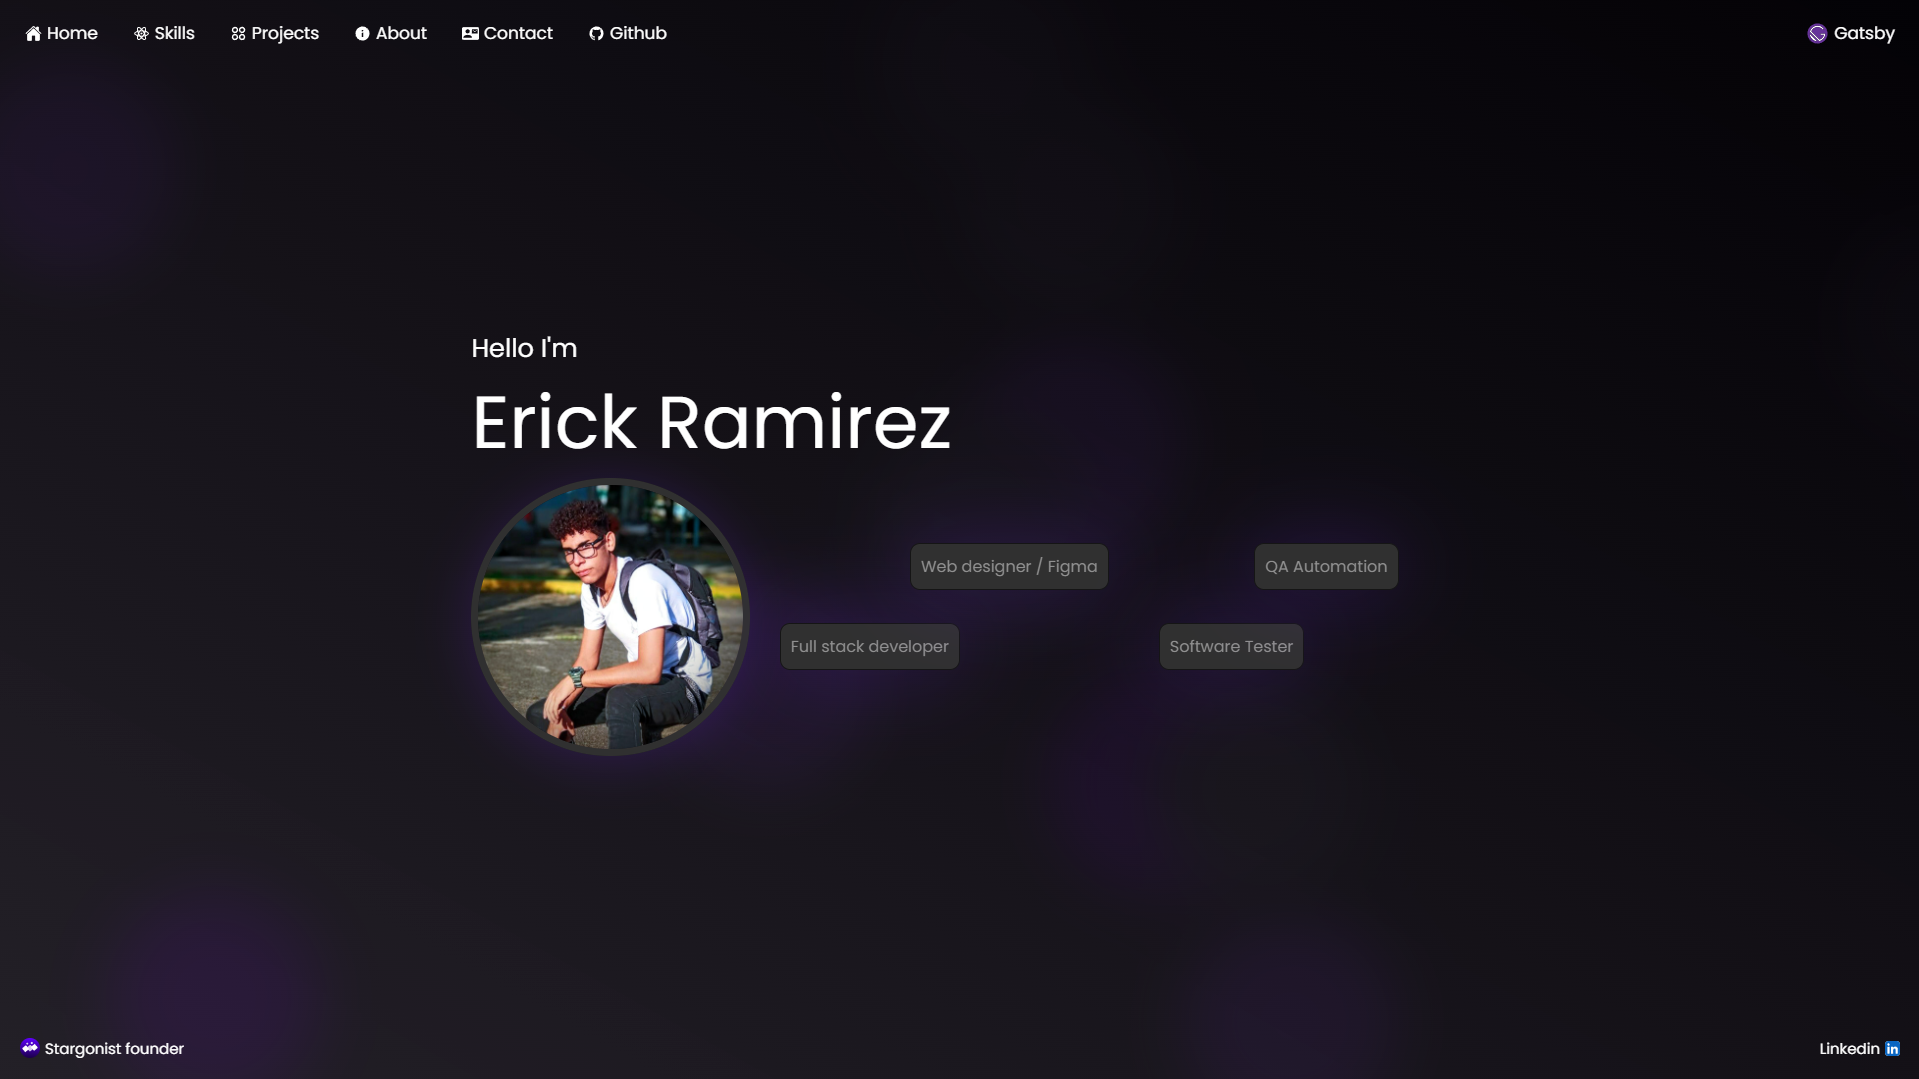 Home Skills Projects About Contact Github Gatsby
Hello I'm
Erick Ramirez
Web designer / Figma QA Automation
Full stack developer Software Tester
Stargonist founder Linkedin in